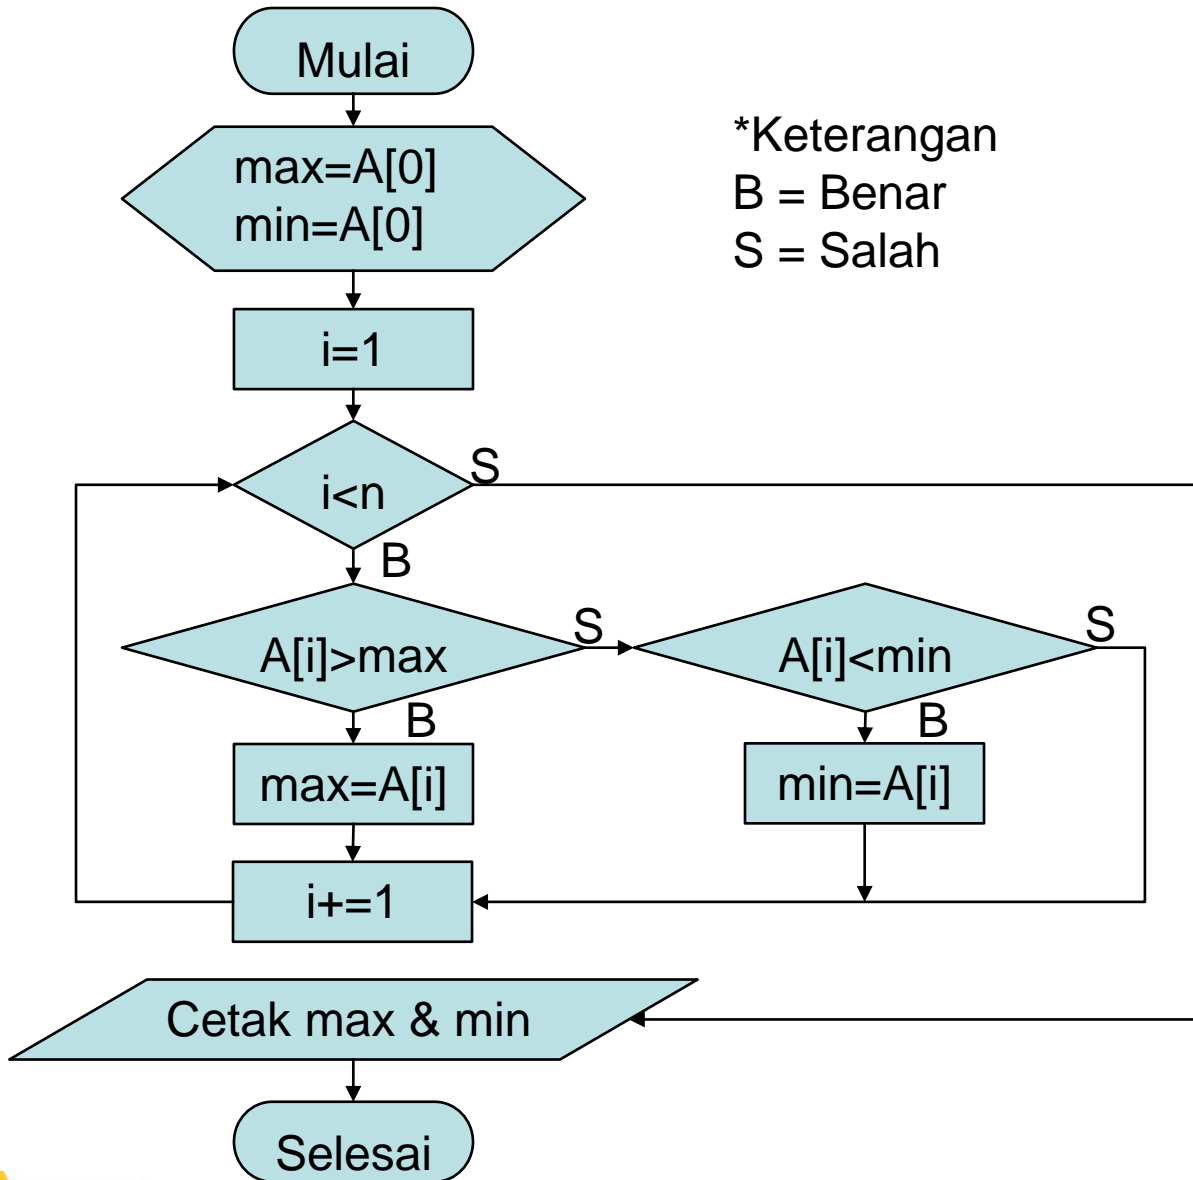 Mulai
max=A[0]
min=A[0]
*Keterangan
B = Benar
S = Salah
i=1
i<n
S
B
A[i]>max
S
A[i]<min
S
B
B
max=A[i]
min=A[i]
i+=1
Cetak max & min
Selesai